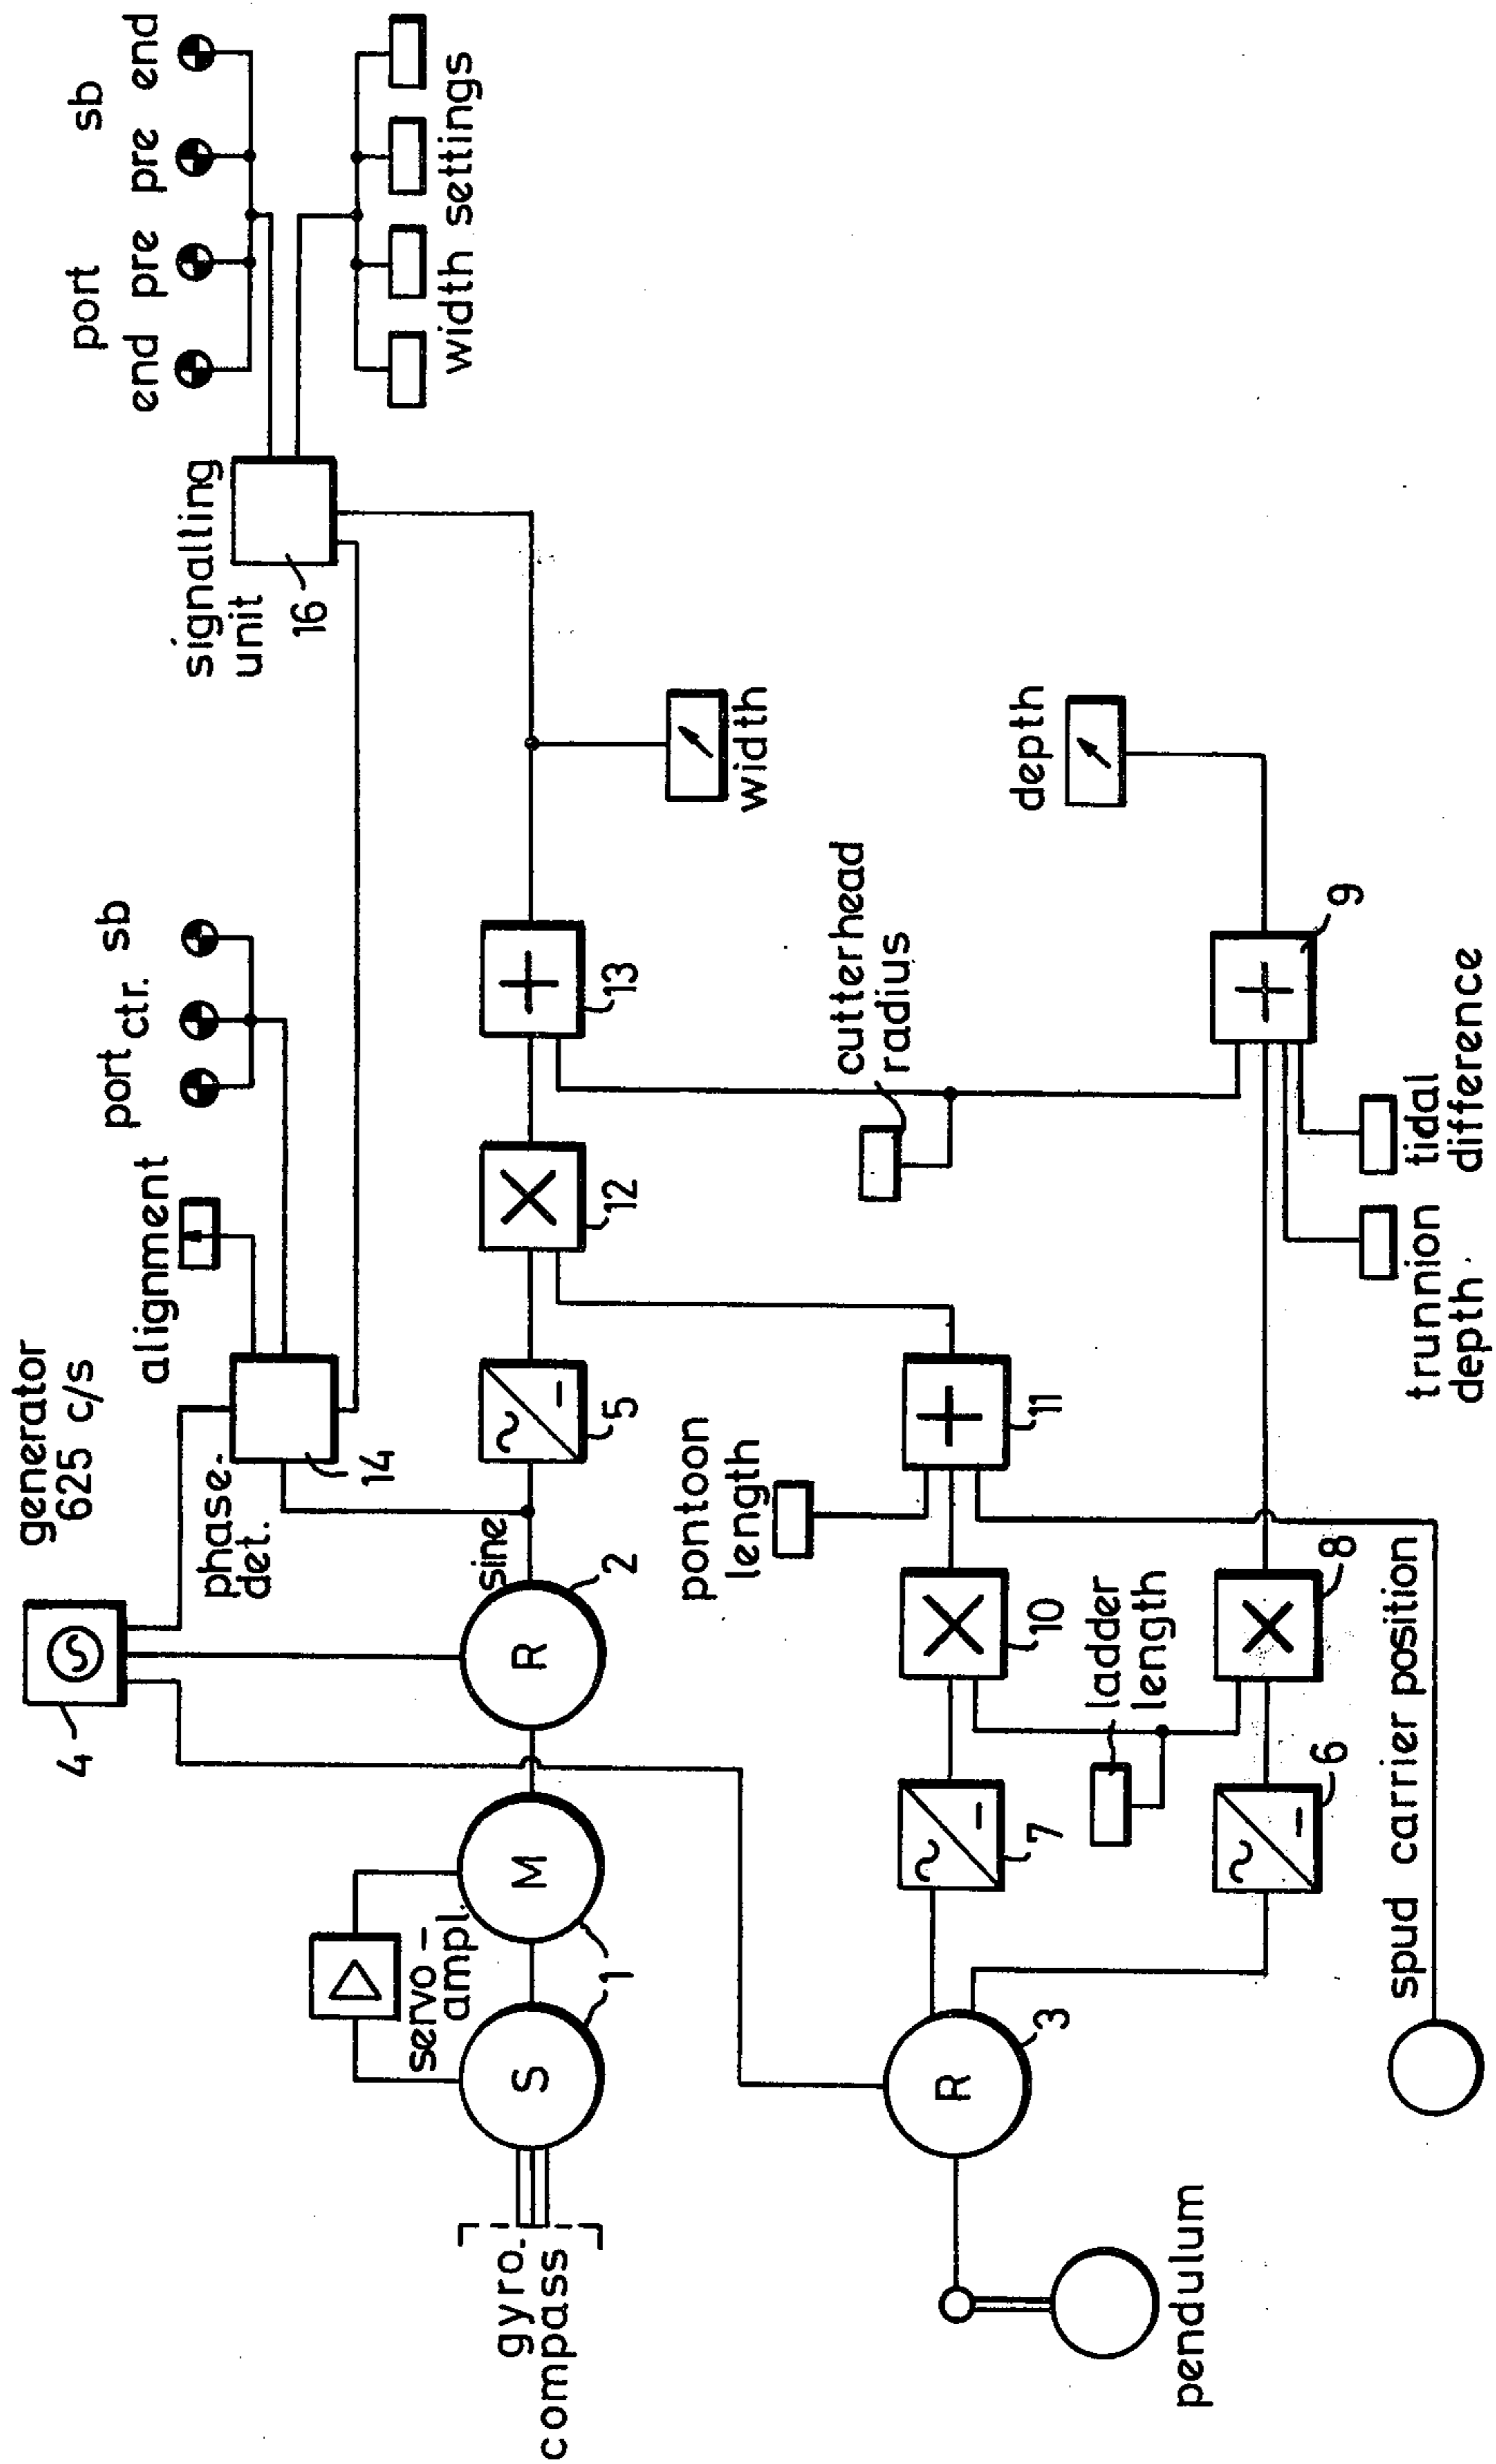 generator
625 c/s
4
alignment
port ctr. sb
port sb
end pre pre end
phase.
det.
14
signalling
unit
16
width settings
servo-
ampl.
gyro.
compass
S
M
1
R
sine
2
5
12
13
width
pontoon
length
cutterhead
radius
R
3
7
10
11
ladder
length
depth
6
8
9
pendulum
spud carrier position
trunnion
depth.
tidal
difference